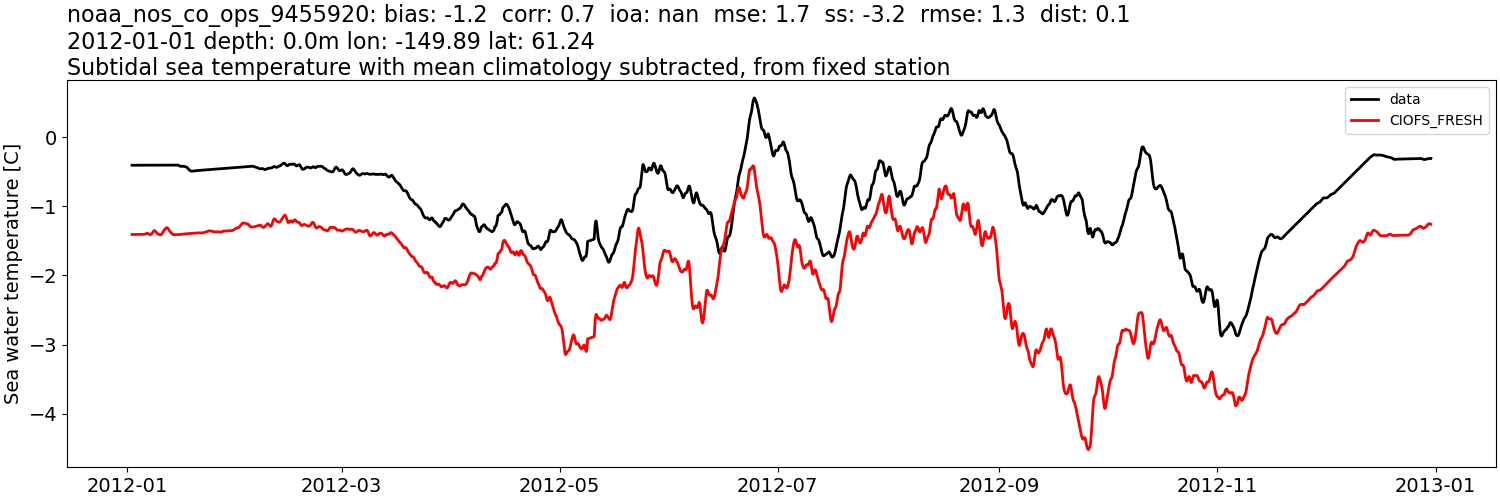 noaa_nos_co_ops_9455920: bias: -1.2  corr: 0.7  ioa: nan  mse: 1.7  ss: -3.2  rmse: 1.3  dist: 0.1
2012-01-01 depth: 0.0m lon: -149.89 lat: 61.24
Subtidal sea temperature with mean climatology subtracted, from fixed station
data
CIOFS_FRESH
Sea water temperature [C]
0
−1
−2
−3
−4
2012-01
2012-03
2012-05
2012-07
2012-09
2012-11
2013-01